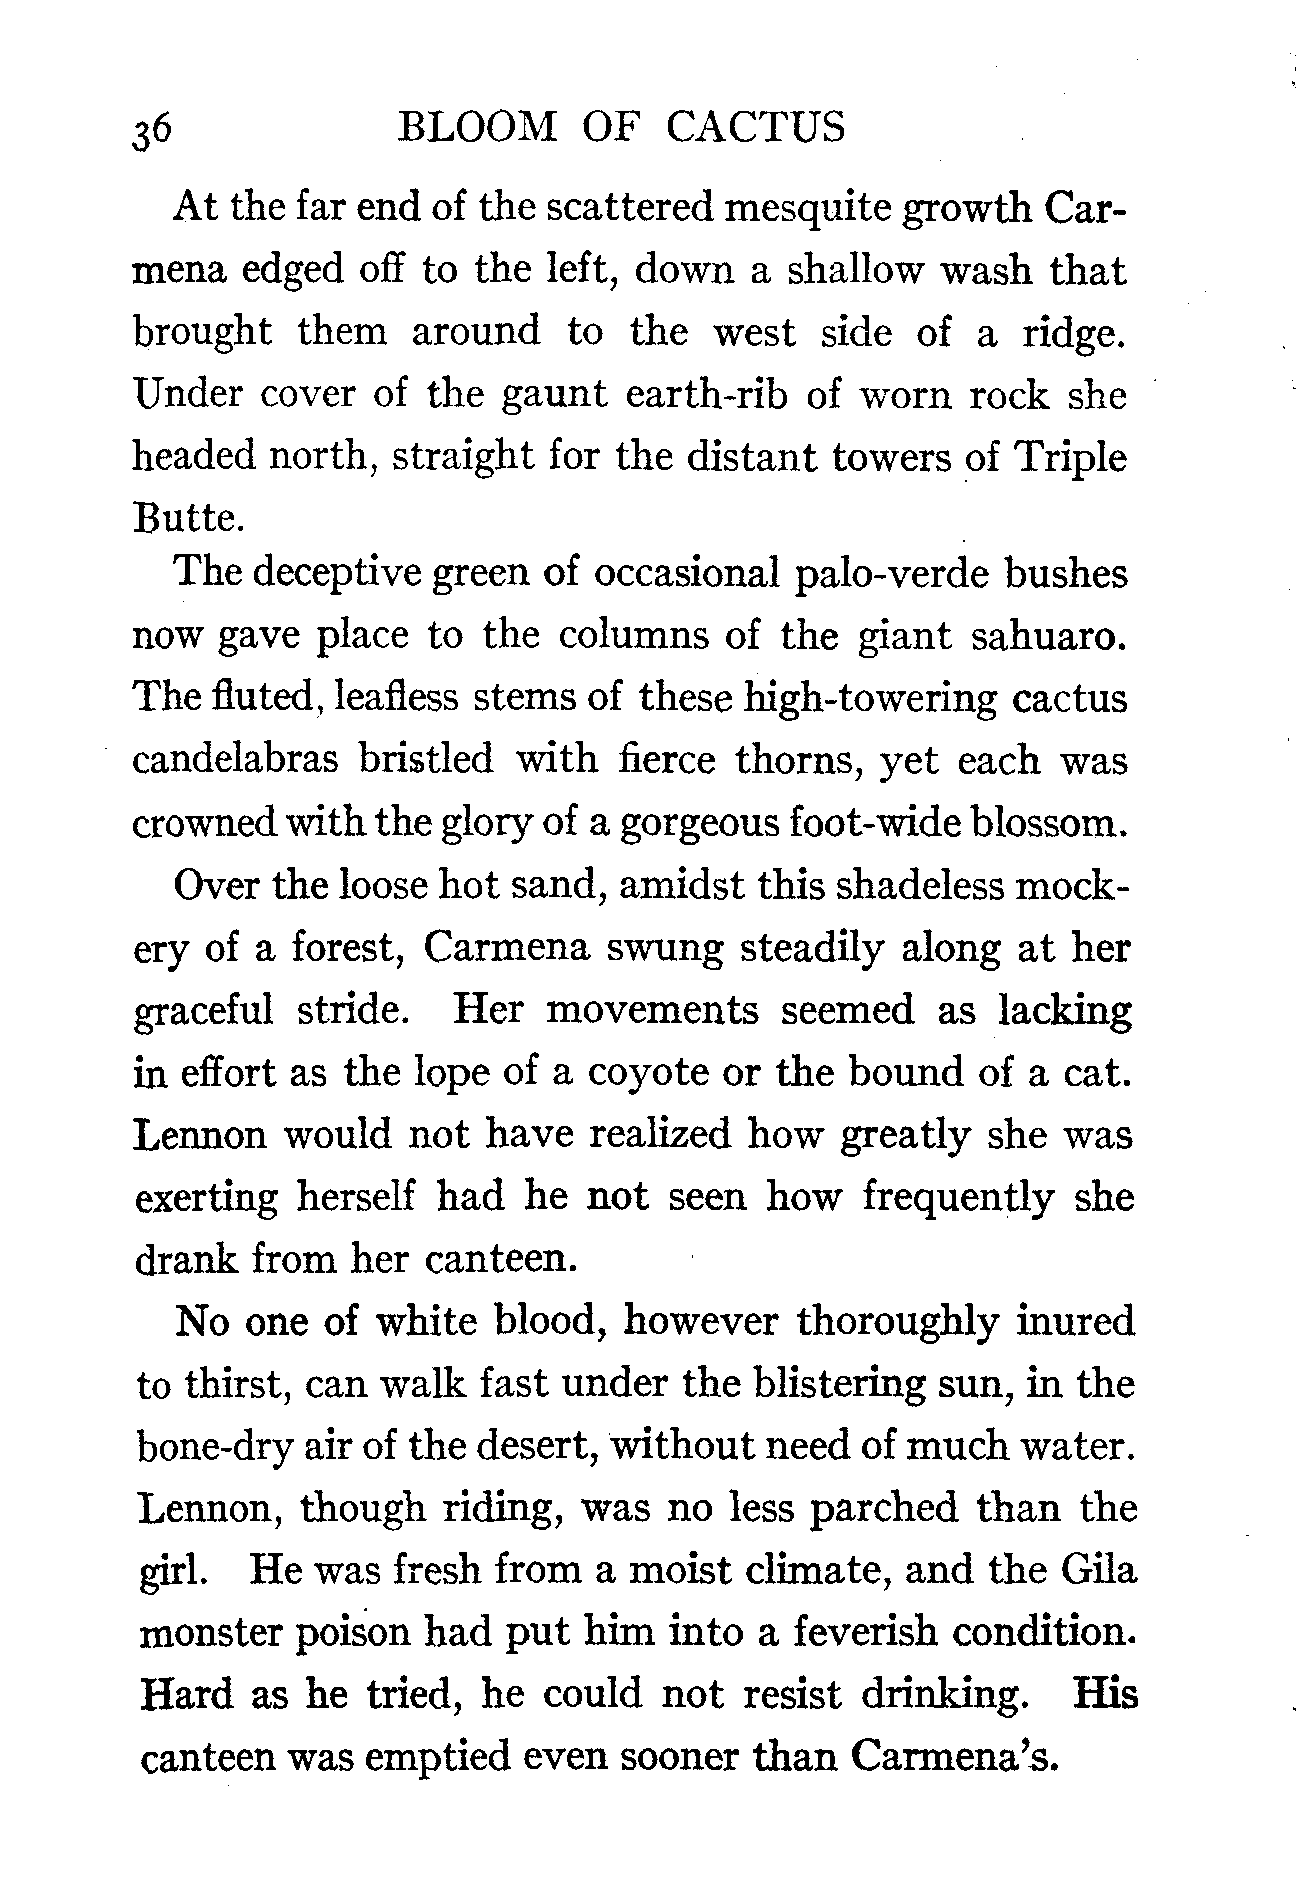 36 BLOOM OF CACTUS
At the far end of the scattered mesquite growth Car-
mena edged off to the left, down a shallow wash that
brought them around to the west side of a ridge.
Under cover of the gaunt earth-rib of worn rock she
headed north, straight for the distant towers of Triple
Butte.
The deceptive green of occasional palo-verde bushes
now gave place to the columns of the giant sahuaro.
The fluted, leafless stems of these high-towering cactus
candelabras bristled with fierce thorns, yet each was
crowned with the glory of a gorgeous foot-wide blossom.
Over the loose hot sand, amidst this shadeless mock-
ery of a forest, Carmena swung steadily along at her
graceful stride. Her movements seemed as lacking
in effort as the lope of a coyote or the bound of a cat.
Lennon would not have realized how greatly she was
exerting herself had he not seen how frequently she
drank from her canteen.
No one of white blood, however thoroughly inured
to thirst, can walk fast under the blistering sun, in the
bone-dry air of the desert, without need of much water.
Lennon, though riding, was no less parched than the
girl. He was fresh from a moist climate, and the Gila
monster poison had put him into a feverish condition.
Hard as he tried, he could not resist drinking. His
canteen was emptied even sooner than Carmena's.